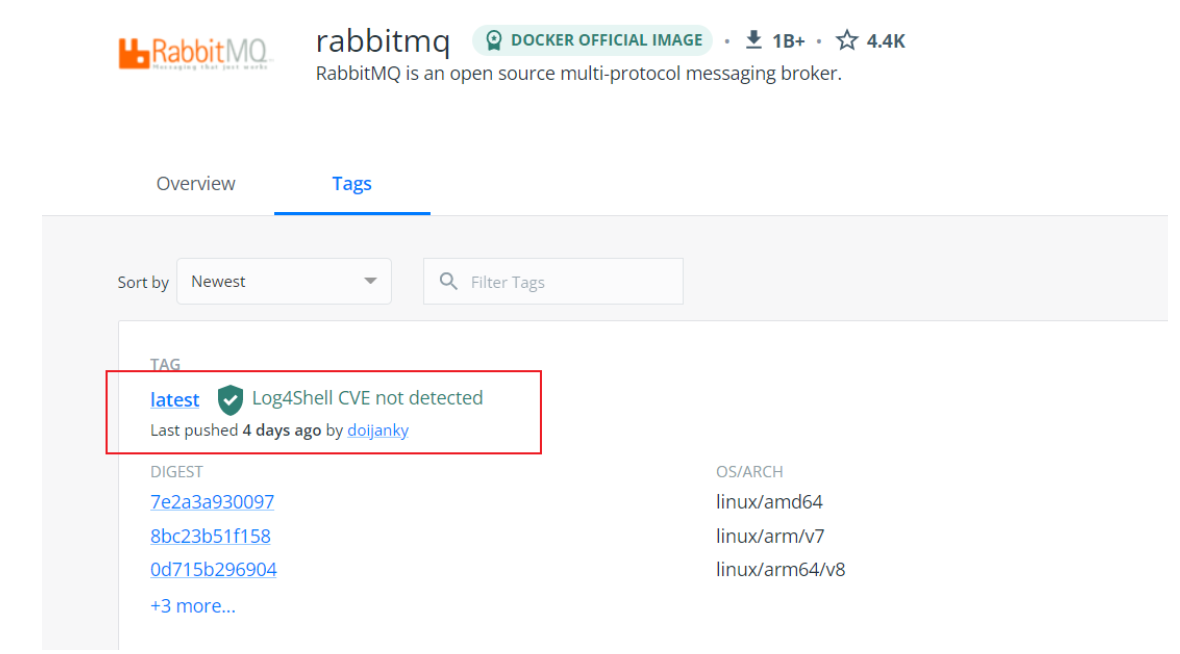 RabbitMQ
Messaging that just works
rabbitmq DOCKER OFFICIAL IMAGE · 1B+ · 4.4K
RabbitMQ is an open source multi-protocol messaging broker.
Overview Tags
Sort by Newest Filter Tags
TAG
latest Log4Shell CVE not detected
Last pushed 4 days ago by doijanky
DIGEST OS/ARCH
7e2a3a930097 linux/amd64
8bc23b51f158 linux/arm/v7
0d715b296904 linux/arm64/v8
+3 more...